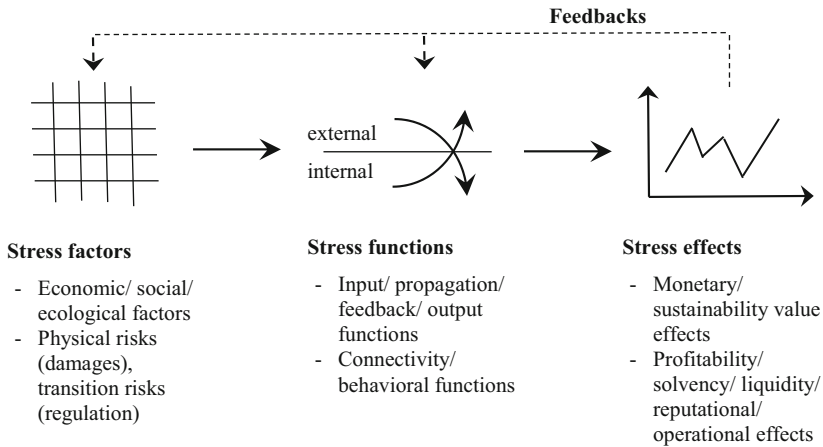 Feedbacks
external
internal
Stress factors
- Economic/ social/
ecological factors
- Physical risks
(damages),
transition risks
(regulation)
Stress functions
- Input/ propagation/
feedback/ output
functions
- Connectivity/
behavioral functions
Stress effects
- Monetary/
sustainability value
effects
- Profitability/
solvency/ liquidity/
reputational/
operational effects